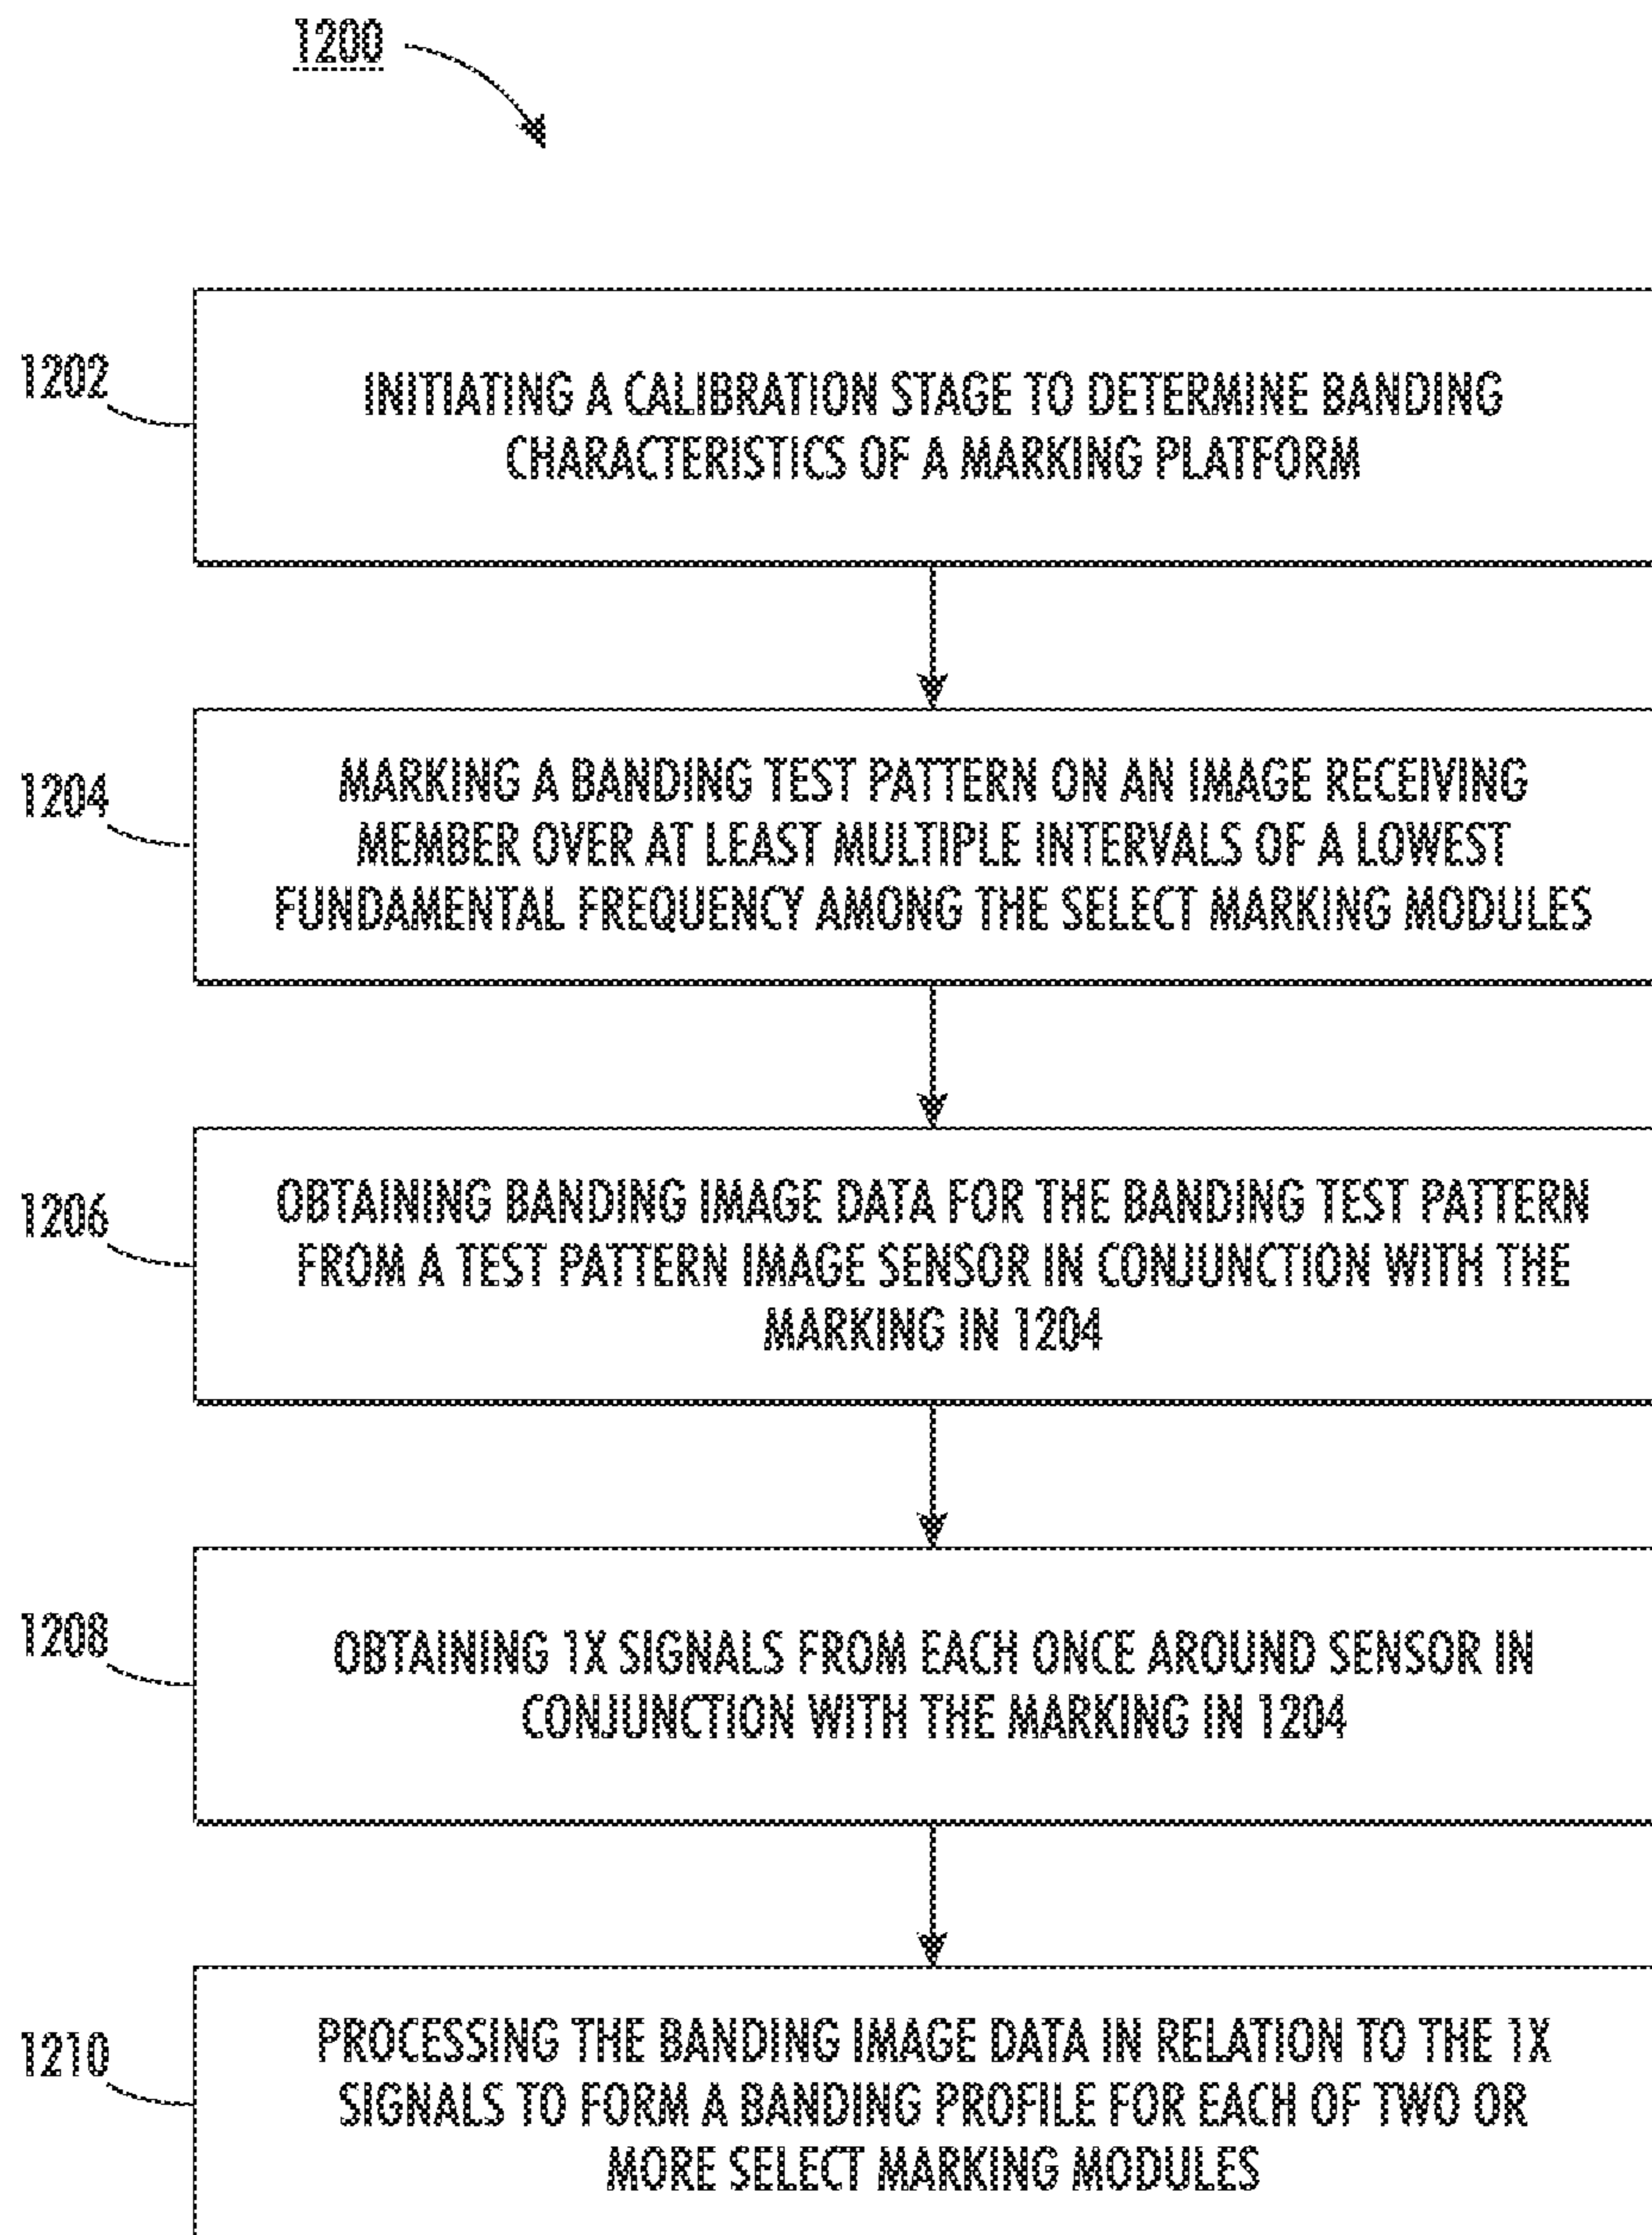 1200
1202
INITIATING A CALIBRATION STAGE TO DETERMINE BANDING
CHARACTERISTICS OF A MARKING PLATFORM
1204
MARKING A BANDING TEST PATTERN ON AN IMAGE RECEIVING
MEMBER OVER AT LEAST MULTIPLE INTERVALS OF A LOWEST
FUNDAMENTAL FREQUENCY AMONG THE SELECT MARKING MODULES
1206
OBTAINING BANDING IMAGE DATA FOR THE BANDING TEST PATTERN
FROM A TEST PATTERN IMAGE SENSOR IN CONJUNCTION WITH THE
MARKING IN 1204
1208
OBTAINING 1X SIGNALS FROM EACH ONCE AROUND SENSOR IN
CONJUNCTION WITH THE MARKING IN 1204
1210
PROCESSING THE BANDING IMAGE DATA IN RELATION TO THE 1X
SIGNALS TO FORM A BANDING PROFILE FOR EACH OF TWO OR
MORE SELECT MARKING MODULES